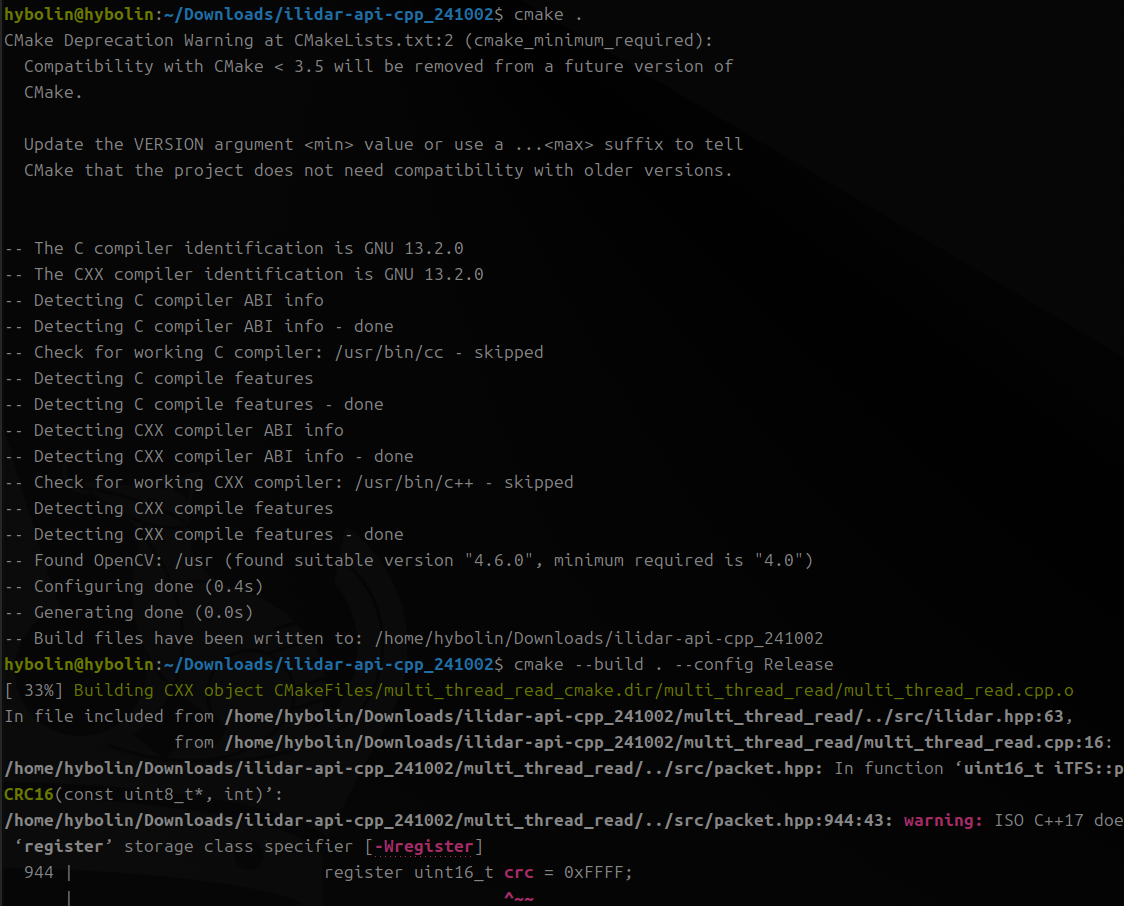 hybolin@hybolin:~/Downloads/ilidar-api-cpp_241002$ cmake .
CMake Deprecation Warning at CMakeLists.txt:2 (cmake_minimum_required):
  Compatibility with CMake < 3.5 will be removed from a future version of
  CMake.

  Update the VERSION argument <min> value or use a ...<max> suffix to tell
  CMake that the project does not need compatibility with older versions.


-- The C compiler identification is GNU 13.2.0
-- The CXX compiler identification is GNU 13.2.0
-- Detecting C compiler ABI info
-- Detecting C compiler ABI info - done
-- Check for working C compiler: /usr/bin/cc - skipped
-- Detecting C compile features
-- Detecting C compile features - done
-- Detecting CXX compiler ABI info
-- Detecting CXX compiler ABI info - done
-- Check for working CXX compiler: /usr/bin/c++ - skipped
-- Detecting CXX compile features
-- Detecting CXX compile features - done
-- Found OpenCV: /usr (found suitable version "4.6.0", minimum required is "4.0")
-- Configuring done (0.4s)
-- Generating done (0.0s)
-- Build files have been written to: /home/hybolin/Downloads/ilidar-api-cpp_241002
hybolin@hybolin:~/Downloads/ilidar-api-cpp_241002$ cmake --build . --config Release
[ 33%] Building CXX object CMakeFiles/multi_thread_read_cmake.dir/multi_thread_read/multi_thread_read.cpp.o
In file included from /home/hybolin/Downloads/ilidar-api-cpp_241002/multi_thread_read/../src/ilidar.hpp:63,
                 from /home/hybolin/Downloads/ilidar-api-cpp_241002/multi_thread_read/multi_thread_read.cpp:16:
/home/hybolin/Downloads/ilidar-api-cpp_241002/multi_thread_read/../src/packet.hpp: In function ‘uint16_t iTFS::p
CRC16(const uint8_t*, int)’:
/home/hybolin/Downloads/ilidar-api-cpp_241002/multi_thread_read/../src/packet.hpp:944:43: warning: ISO C++17 doe
 ‘register’ storage class specifier [-Wregister]
  944 |                         register uint16_t crc = 0xFFFF;
      |                                           ^~~